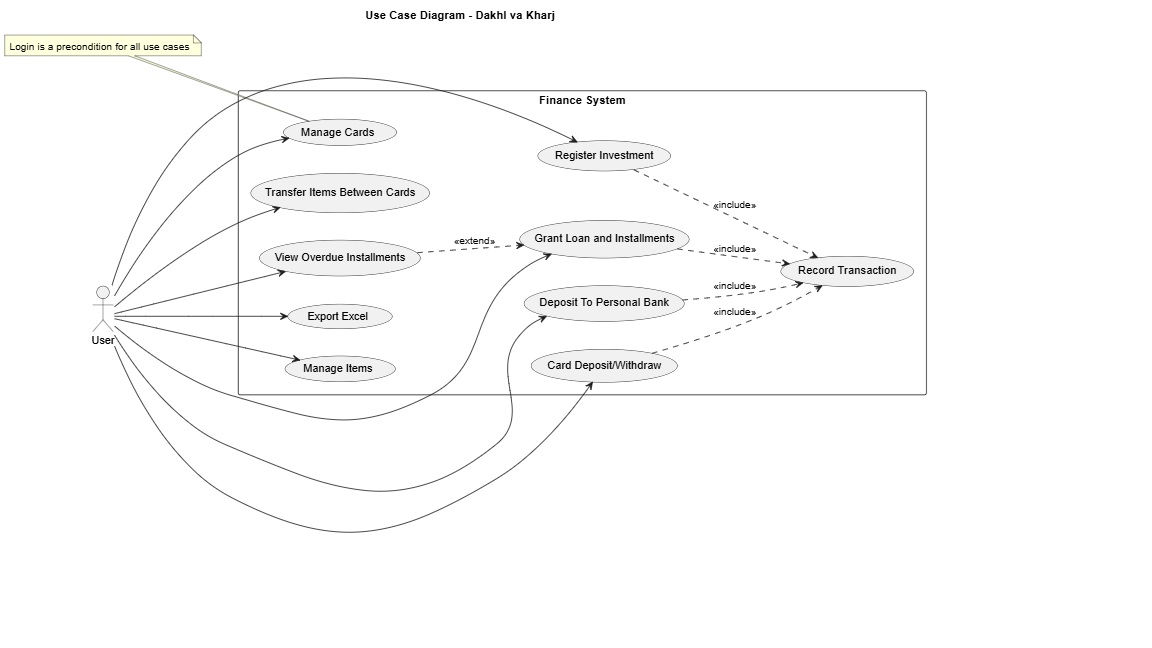 Use Case Diagram - Dakhl va Kharj
Login is a precondition for all use cases
Finance System
Manage Cards
Register Investment
Transfer Items Between Cards
«include»
«extend»
Grant Loan and Installments
«include»
View Overdue Installments
Record Transaction
«include»
Deposit To Personal Bank
«include»
Export Excel
User
Card Deposit/Withdraw
Manage Items